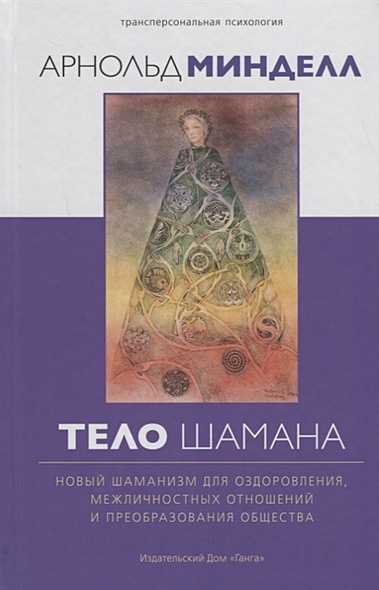 трансперсональная психология
АРНОЛЬД МИНДЕЛЛ
ТЕЛО ШАМАНА
НОВЫЙ ШАМАНИЗМ ДЛЯ ОЗДОРОВЛЕНИЯ,
МЕЖЛИЧНОСТНЫХ ОТНОШЕНИЙ
И ПРЕОБРАЗОВАНИЯ ОБЩЕСТВА
Издательский Дом «Ганга»